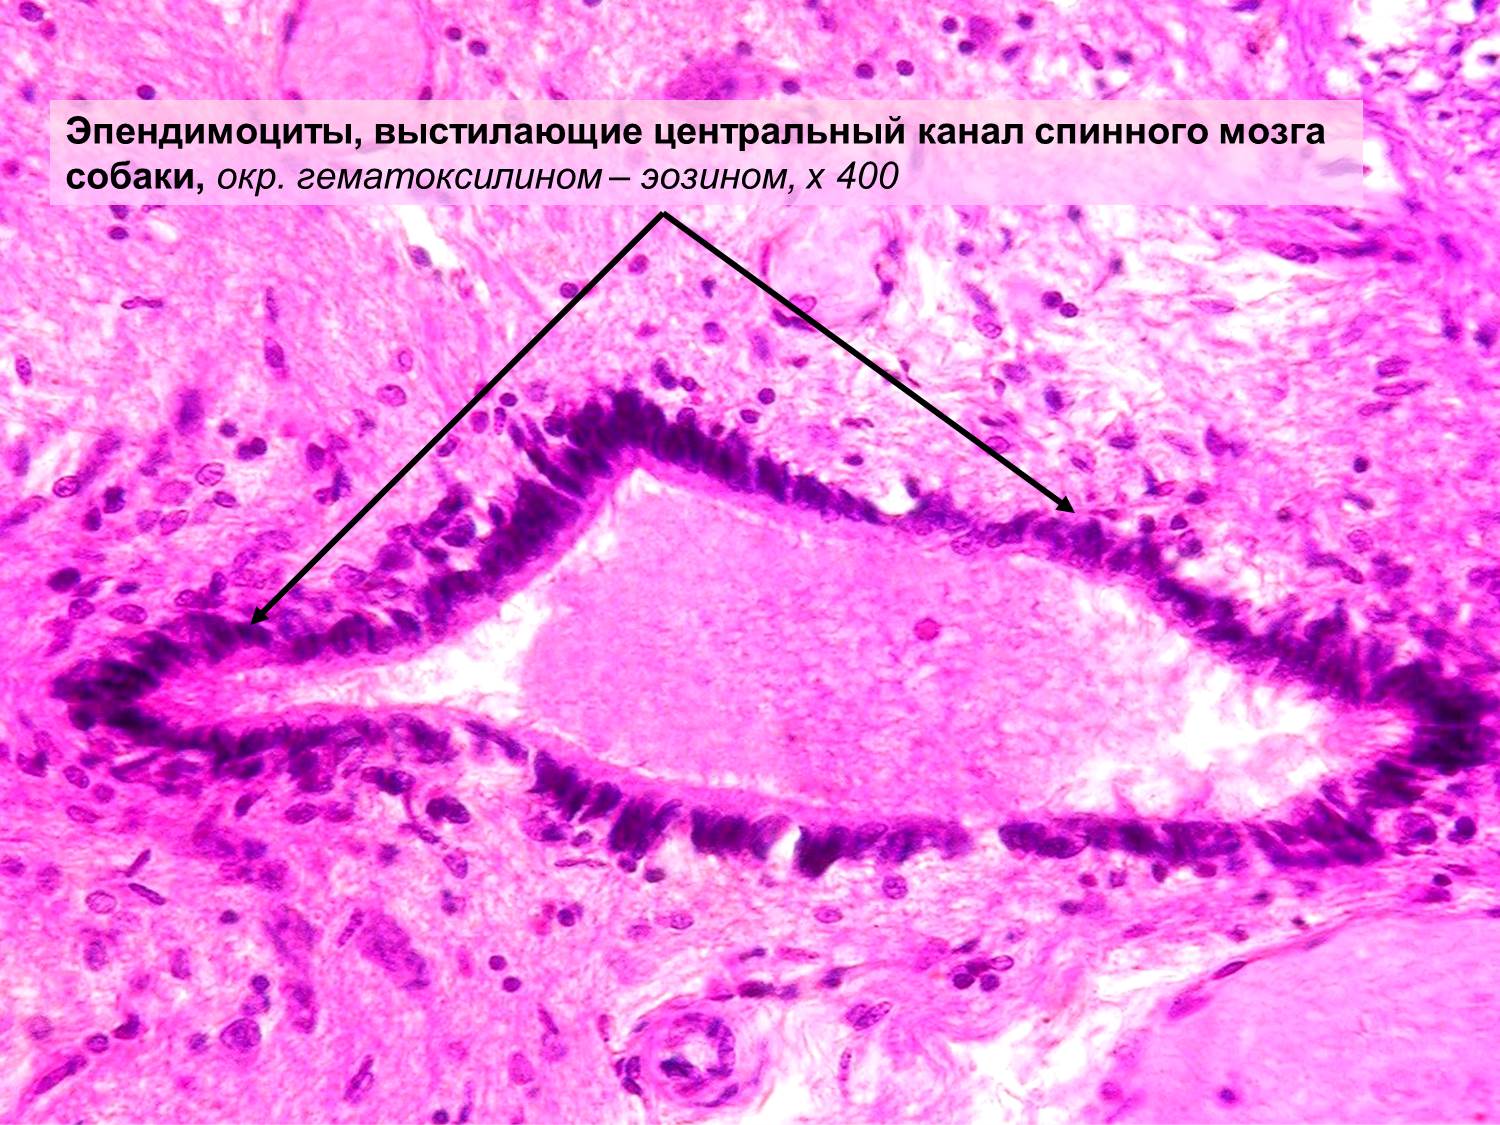 Эпендимоциты, выстилающие центральный канал спинного мозга
собаки, окр. гематоксилином – эозином, х 400